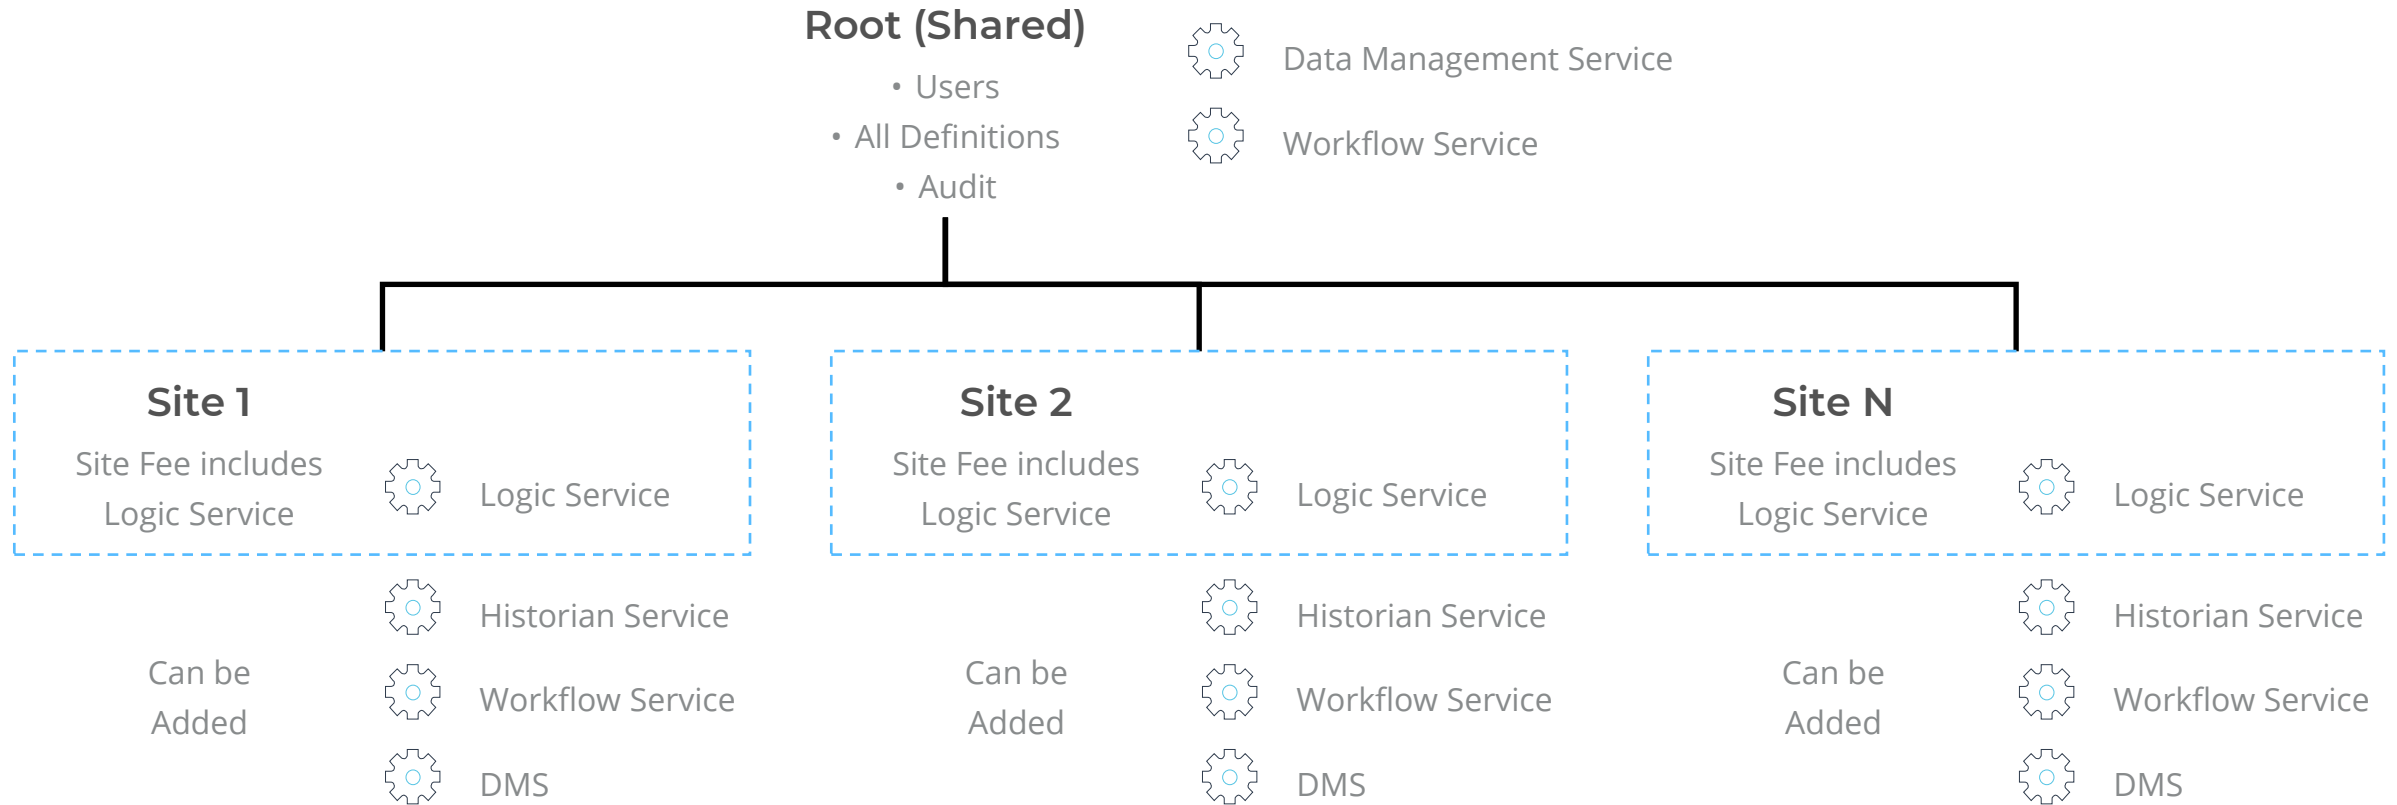 Root (Shared)
• Users
• All Definitions
• Audit
Data Management Service
Workflow Service
Site 1
Site Fee includes
Logic Service
Logic Service
Can be
Added
Historian Service
Workflow Service
DMS
Site 2
Site Fee includes
Logic Service
Logic Service
Can be
Added
Historian Service
Workflow Service
DMS
Site N
Site Fee includes
Logic Service
Logic Service
Can be
Added
Historian Service
Workflow Service
DMS